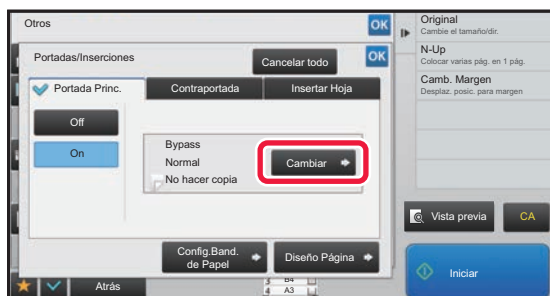 Otros
OK
Portadas/Inserciones
Cancelar todo
OK
Portada Princ.
Contraportada
Insertar Hoja
Off
On
Bypass
Normal
No hacer copia
Cambiar
Config.Band.
de Papel
Diseño Página
Atrás
B4
4 A3
Original
Cambie el tamaño/dir.
N-Up
Colocar varias pág. en 1 pág.
Camb. Margen
Desplaz. posic. para margen
Vista previa
CA
Iniciar